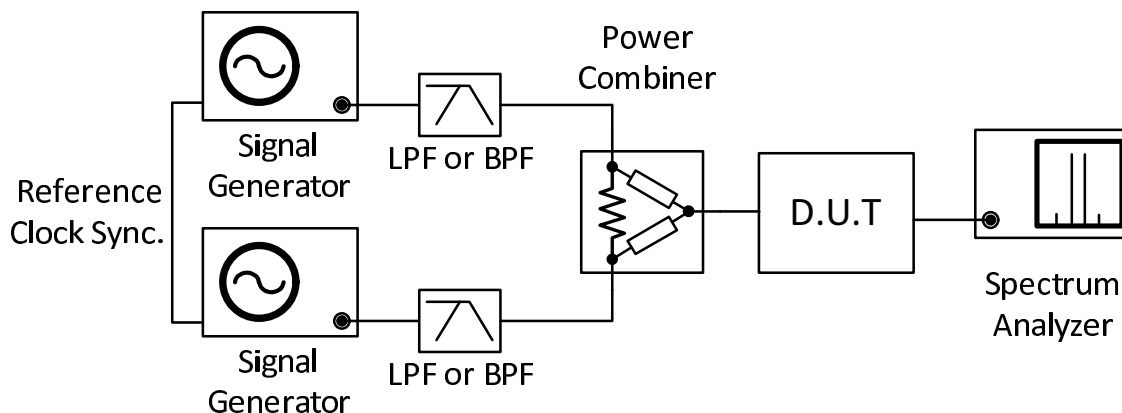 Power
Combiner
Signal
Generator
LPF or BPF
Reference
Clock Sync.
D.U.T
Signal
Generator
LPF or BPF
Spectrum
Analyzer